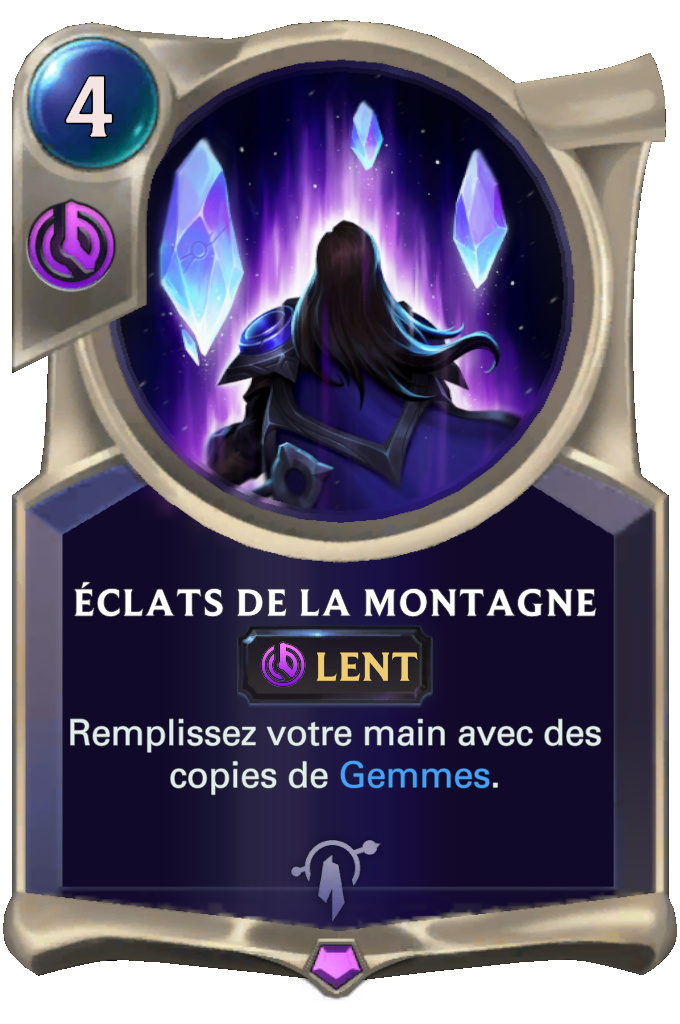 4
ÉCLATS DE LA MONTAGNE
LENT
Remplissez votre main avec des
copies de Gemmes.